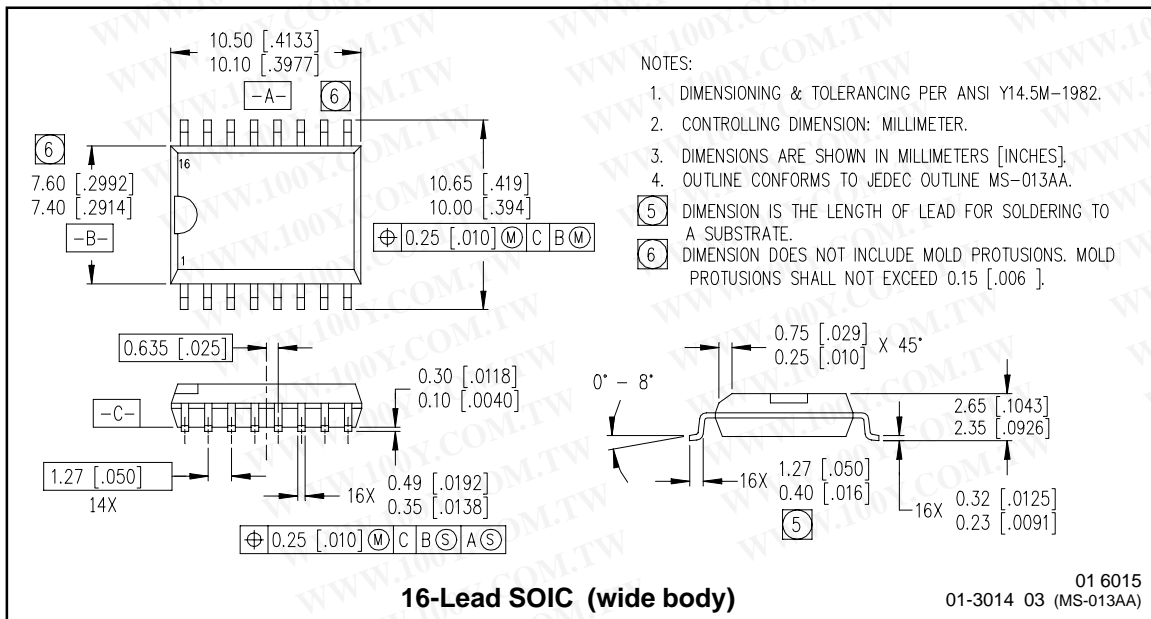 10.50 [.4133]
10.10 [.3977]
-A-
6
6
7.60 [.2992]
7.40 [.2914]
-B-
16
1
10.65 [.419]
10.00 [.394]
⌖ 0.25 [.010] Ⓜ C B Ⓜ
NOTES:
1. DIMENSIONING & TOLERANCING PER ANSI Y14.5M-1982.
2. CONTROLLING DIMENSION: MILLIMETER.
3. DIMENSIONS ARE SHOWN IN MILLIMETERS [INCHES].
4. OUTLINE CONFORMS TO JEDEC OUTLINE MS-013AA.
5 DIMENSION IS THE LENGTH OF LEAD FOR SOLDERING TO
A SUBSTRATE.
6 DIMENSION DOES NOT INCLUDE MOLD PROTUSIONS. MOLD
PROTUSIONS SHALL NOT EXCEED 0.15 [.006 ].
0.635 [.025]
-C-
0.30 [.0118]
0.10 [.0040]
1.27 [.050]
14X
16X 0.49 [.0192]
0.35 [.0138]
⌖ 0.25 [.010] Ⓜ C B Ⓢ A Ⓢ
0.75 [.029]
0.25 [.010] X 45°
0° - 8°
2.65 [.1043]
2.35 [.0926]
16X 1.27 [.050]
0.40 [.016]
5
16X 0.32 [.0125]
0.23 [.0091]
16-Lead SOIC (wide body)
01 6015
01-3014 03 (MS-013AA)
WWW.100Y.COM.TW